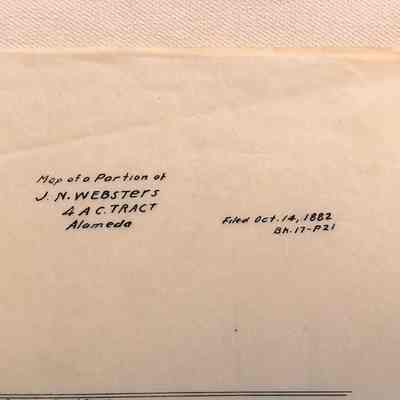 Map of a Portion of
J. N. WEBSTERS
4 A C. TRACT
Alameda
Filed Oct. 14, 1882
Bk. 17-P21